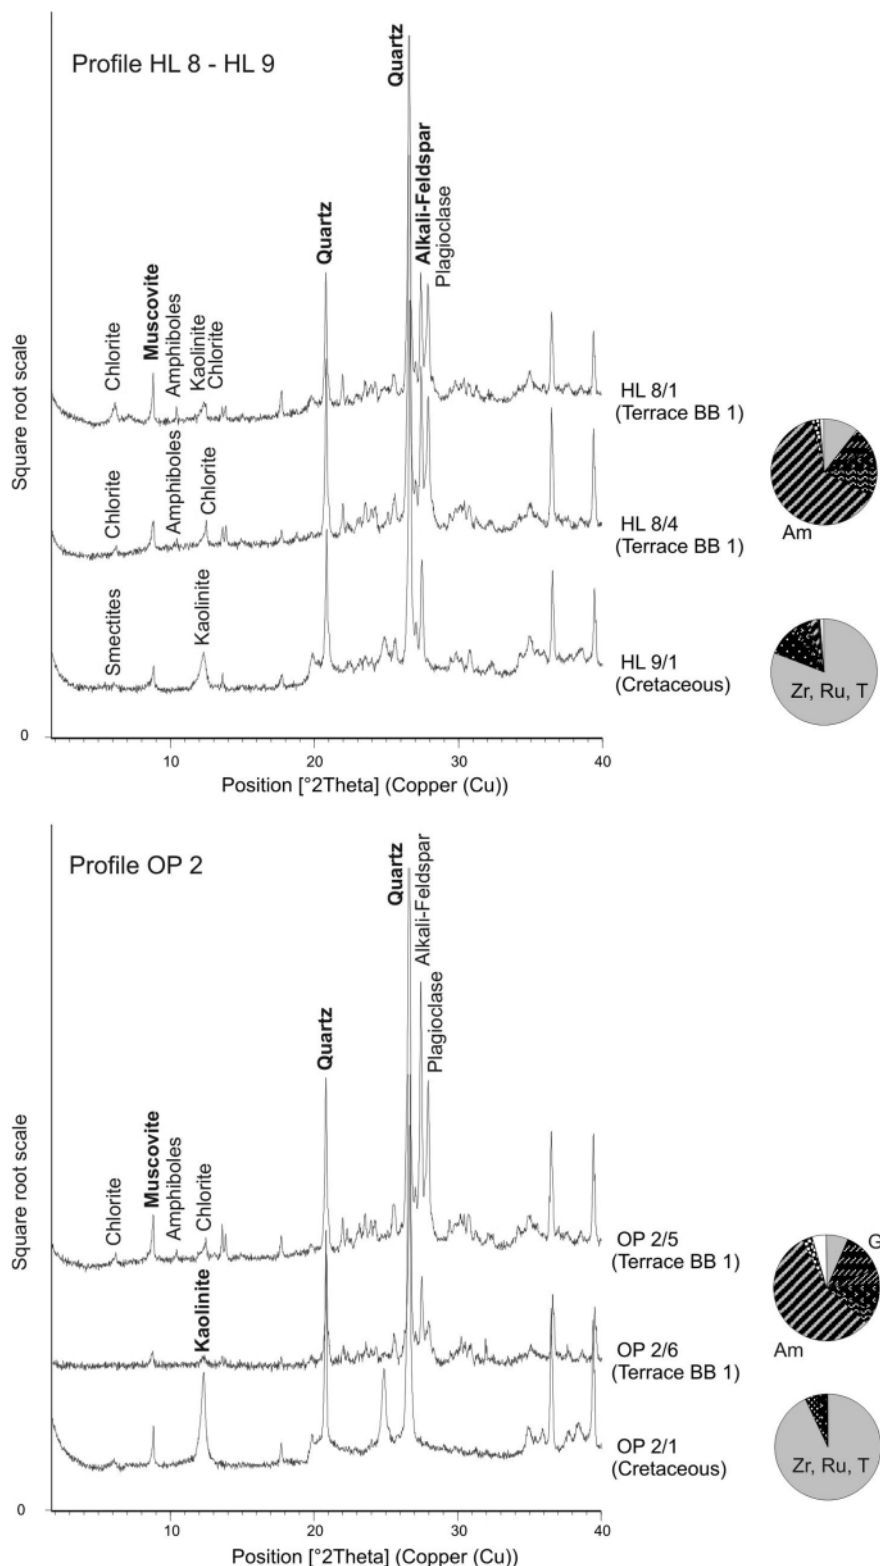 Profile HL 8 - HL 9
Quartz
Quartz
Alkali-Feldspar
Plagioclase
Chlorite
Muscovite
Amphiboles
Kaolinite
Chlorite
HL 8/1
(Terrace BB 1)
Chlorite
Amphiboles
Chlorite
HL 8/4
(Terrace BB 1)
Am
Smectites
Kaolinite
HL 9/1
(Cretaceous)
Zr, Ru, T
Square root scale
0
10
20
30
40
Position [°2Theta] (Copper (Cu))
Profile OP 2
Quartz
Quartz
Alkali-Feldspar
Plagioclase
Chlorite
Muscovite
Amphiboles
Chlorite
OP 2/5
(Terrace BB 1)
G
Am
Kaolinite
OP 2/6
(Terrace BB 1)
OP 2/1
(Cretaceous)
Zr, Ru, T
Square root scale
0
10
20
30
40
Position [°2Theta] (Copper (Cu))